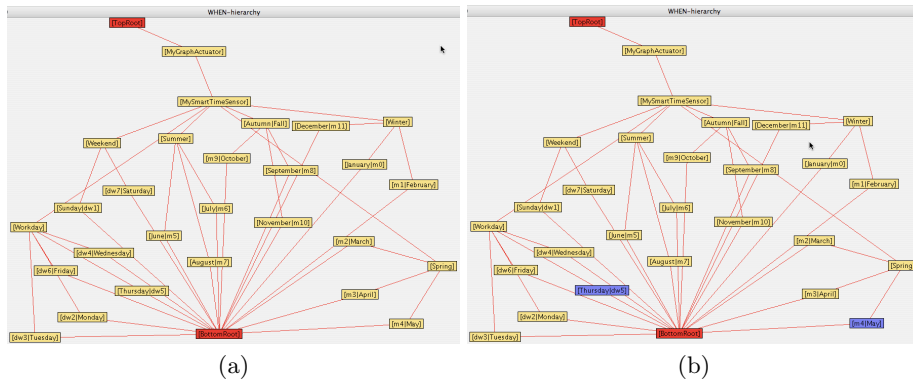 WHEN-hierarchy
[TopRoot]
[MyGraphActuator]
[MySmartTimeSensor]
[Autumn|Fall]
[December|m11]
[Winter]
[Weekend]
[Summer]
[m9|October]
[January|m0]
[September|m8]
[m1|February]
[dw7|Saturday]
[Sunday|dw1]
[July|m6]
[November|m10]
[Workday]
[June|m5]
[m2|March]
[dw4|Wednesday]
[August|m7]
[Spring]
[dw6|Friday]
[Thursday|dw5]
[m3|April]
[dw2|Monday]
[m4|May]
[BottomRoot]
[dw3|Tuesday]
(a)
WHEN-hierarchy
[TopRoot]
[MyGraphActuator]
[MySmartTimeSensor]
[Autumn|Fall]
[December|m11]
[Winter]
[Weekend]
[Summer]
[m9|October]
[January|m0]
[September|m8]
[m1|February]
[dw7|Saturday]
[Sunday|dw1]
[July|m6]
[November|m10]
[Workday]
[June|m5]
[m2|March]
[dw4|Wednesday]
[August|m7]
[Spring]
[dw6|Friday]
[Thursday|dw5]
[m3|April]
[dw2|Monday]
[m4|May]
[BottomRoot]
[dw3|Tuesday]
(b)